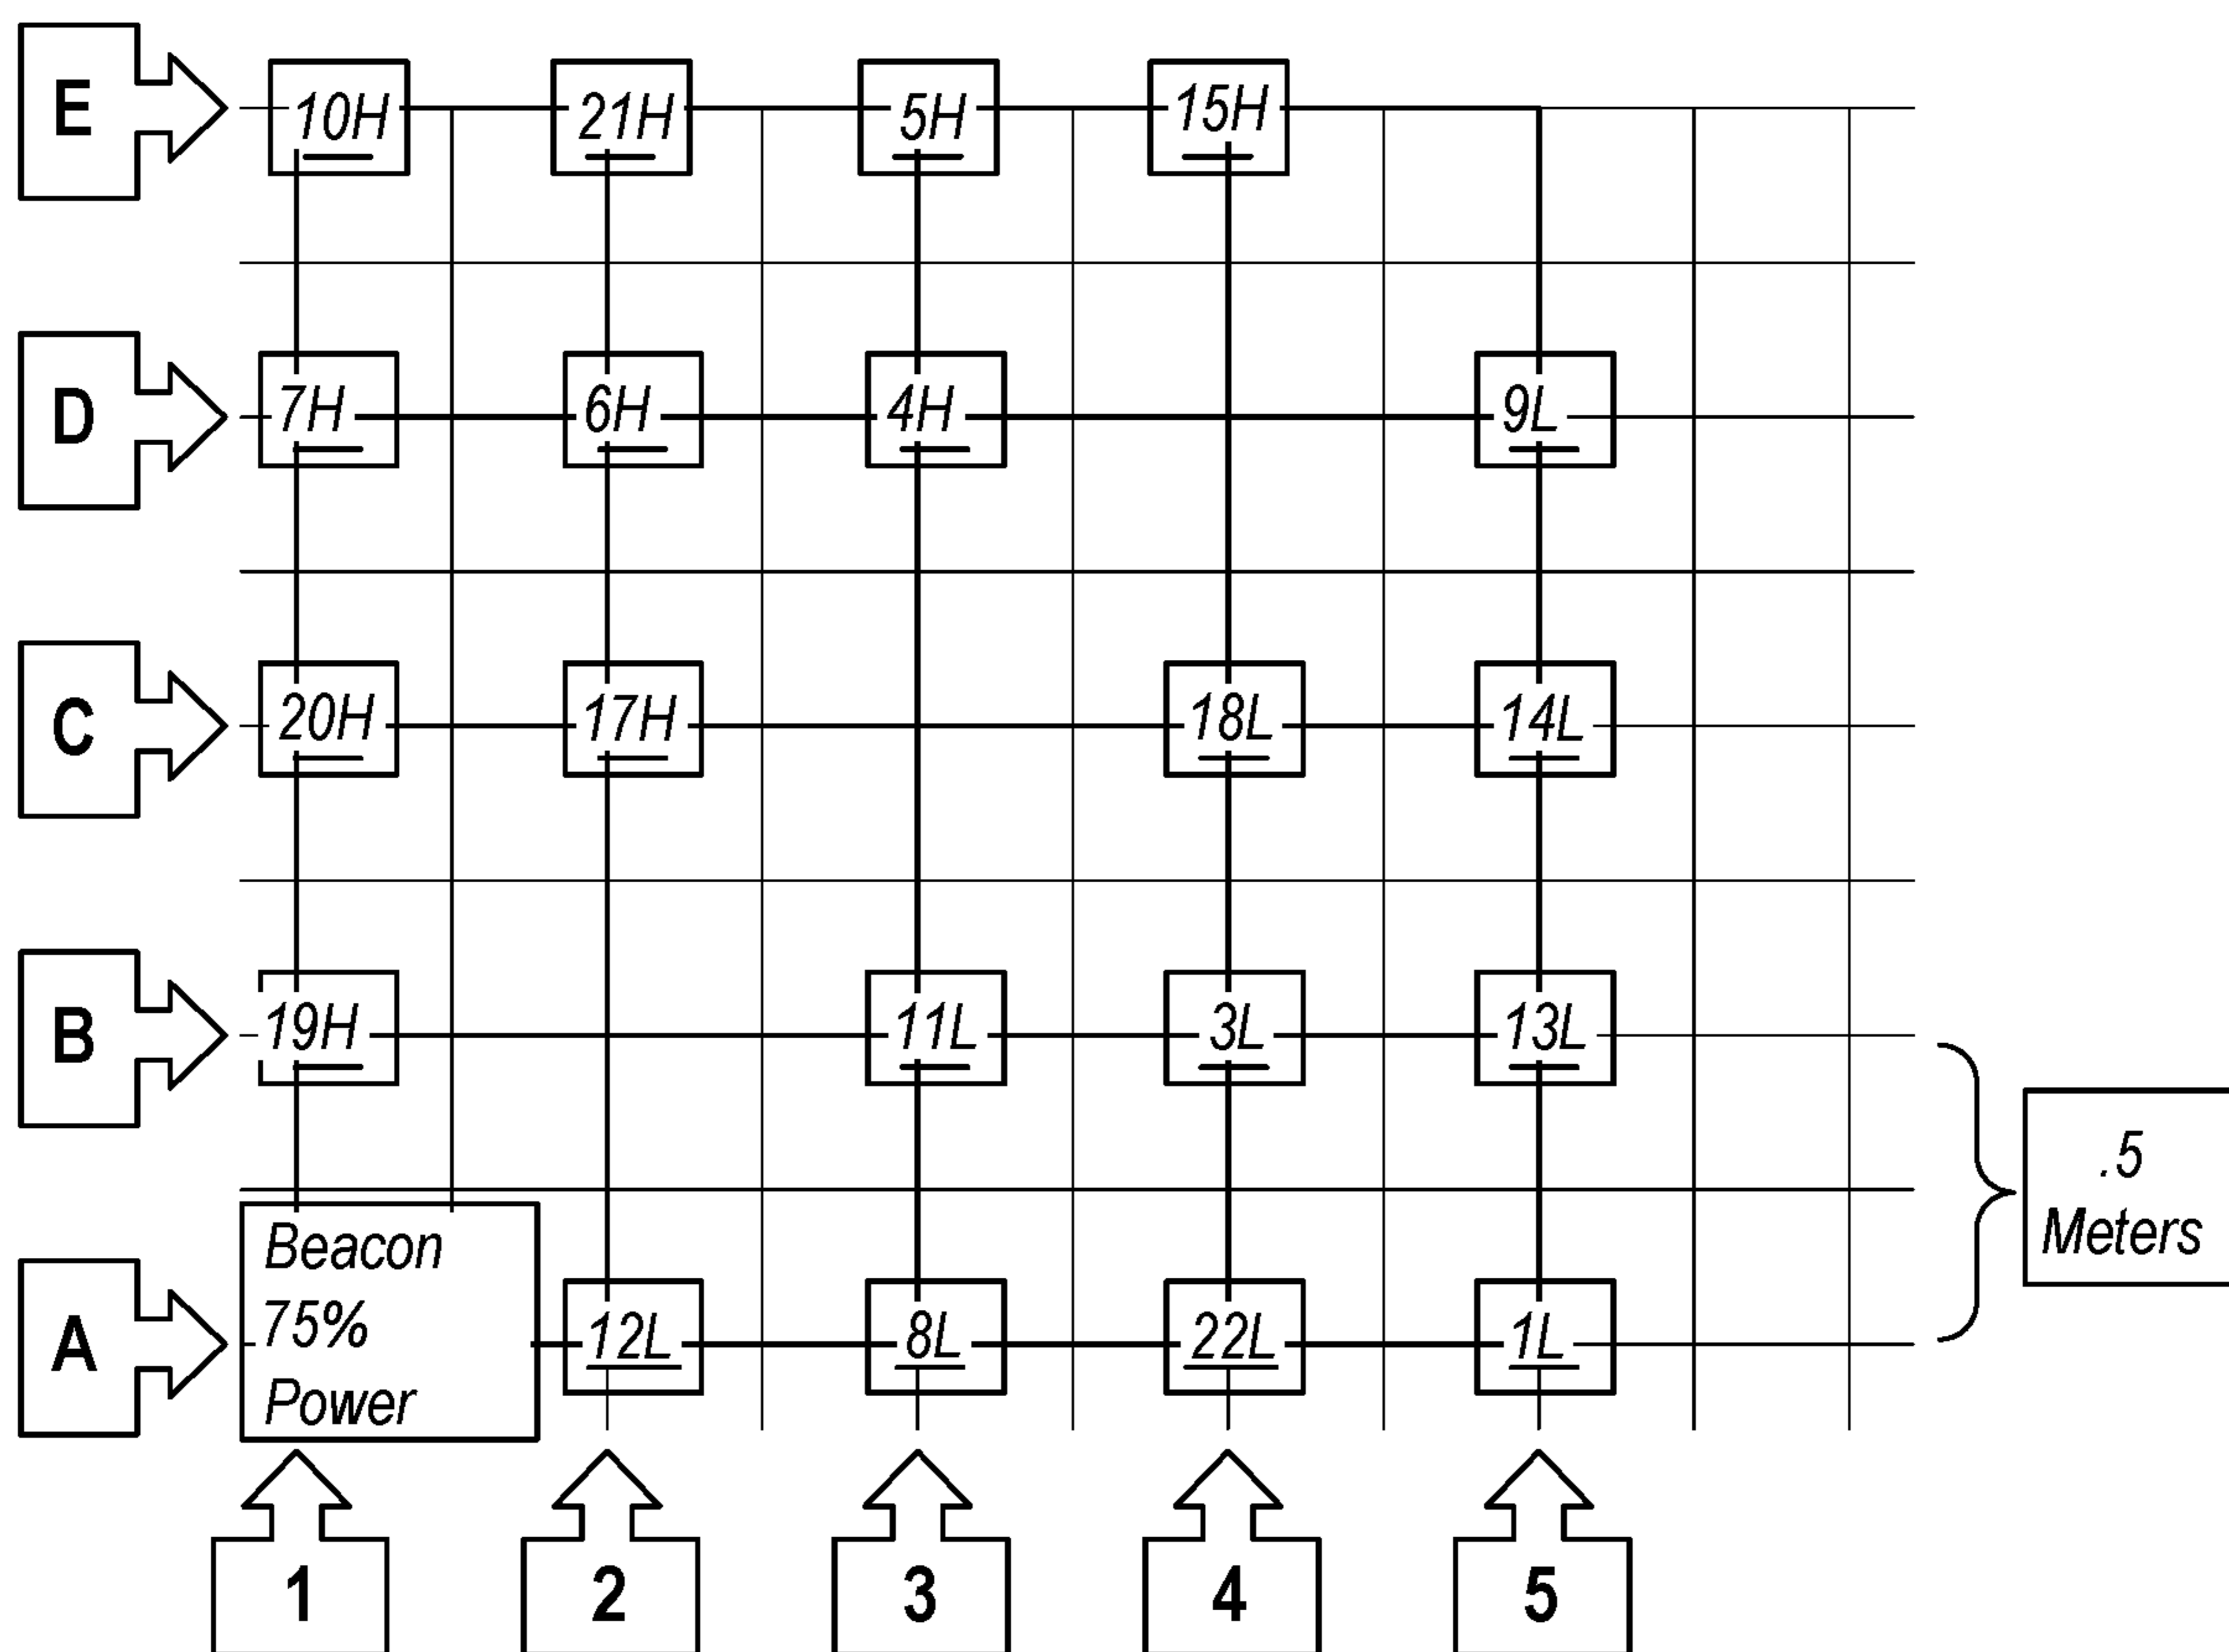 E 10H 21H 5H 15H
D 7H 6H 4H 9L
C 20H 17H 18L 14L
B 19H 11L 3L 13L
.5
Meters
Beacon
75%
Power
A 12L 8L 22L 1L
1 2 3 4 5